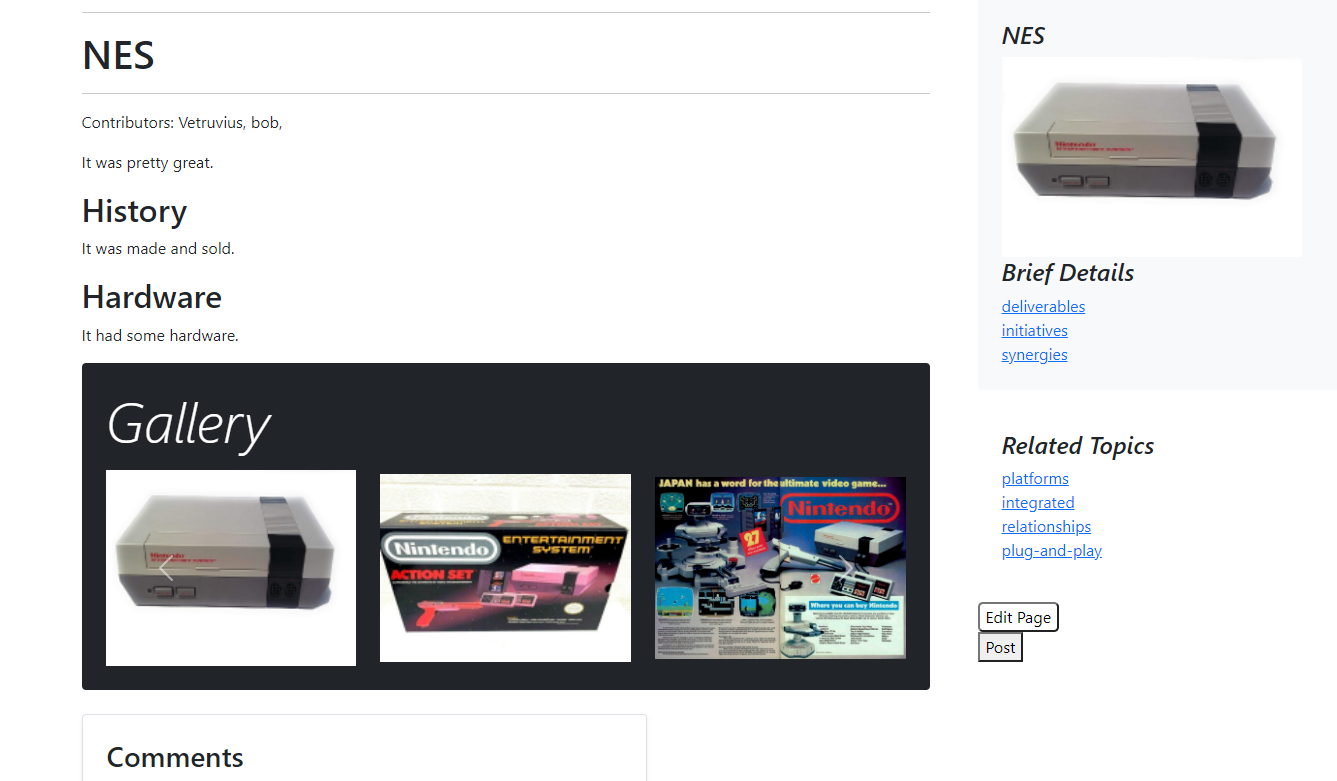 NES
Contributors: Vetruvius, bob,
It was pretty great.
History
It was made and sold.
Hardware
It had some hardware.
Gallery
Nintendo
Nintendo
ENTERTAINMENT
SYSTEM
ACTION SET
JAPAN has a word for the ultimate video game...
Nintendo
27
Where you can buy Nintendo
Comments
NES
Nintendo
Brief Details
deliverables
initiatives
synergies
Related Topics
platforms
integrated
relationships
plug-and-play
Edit Page
Post